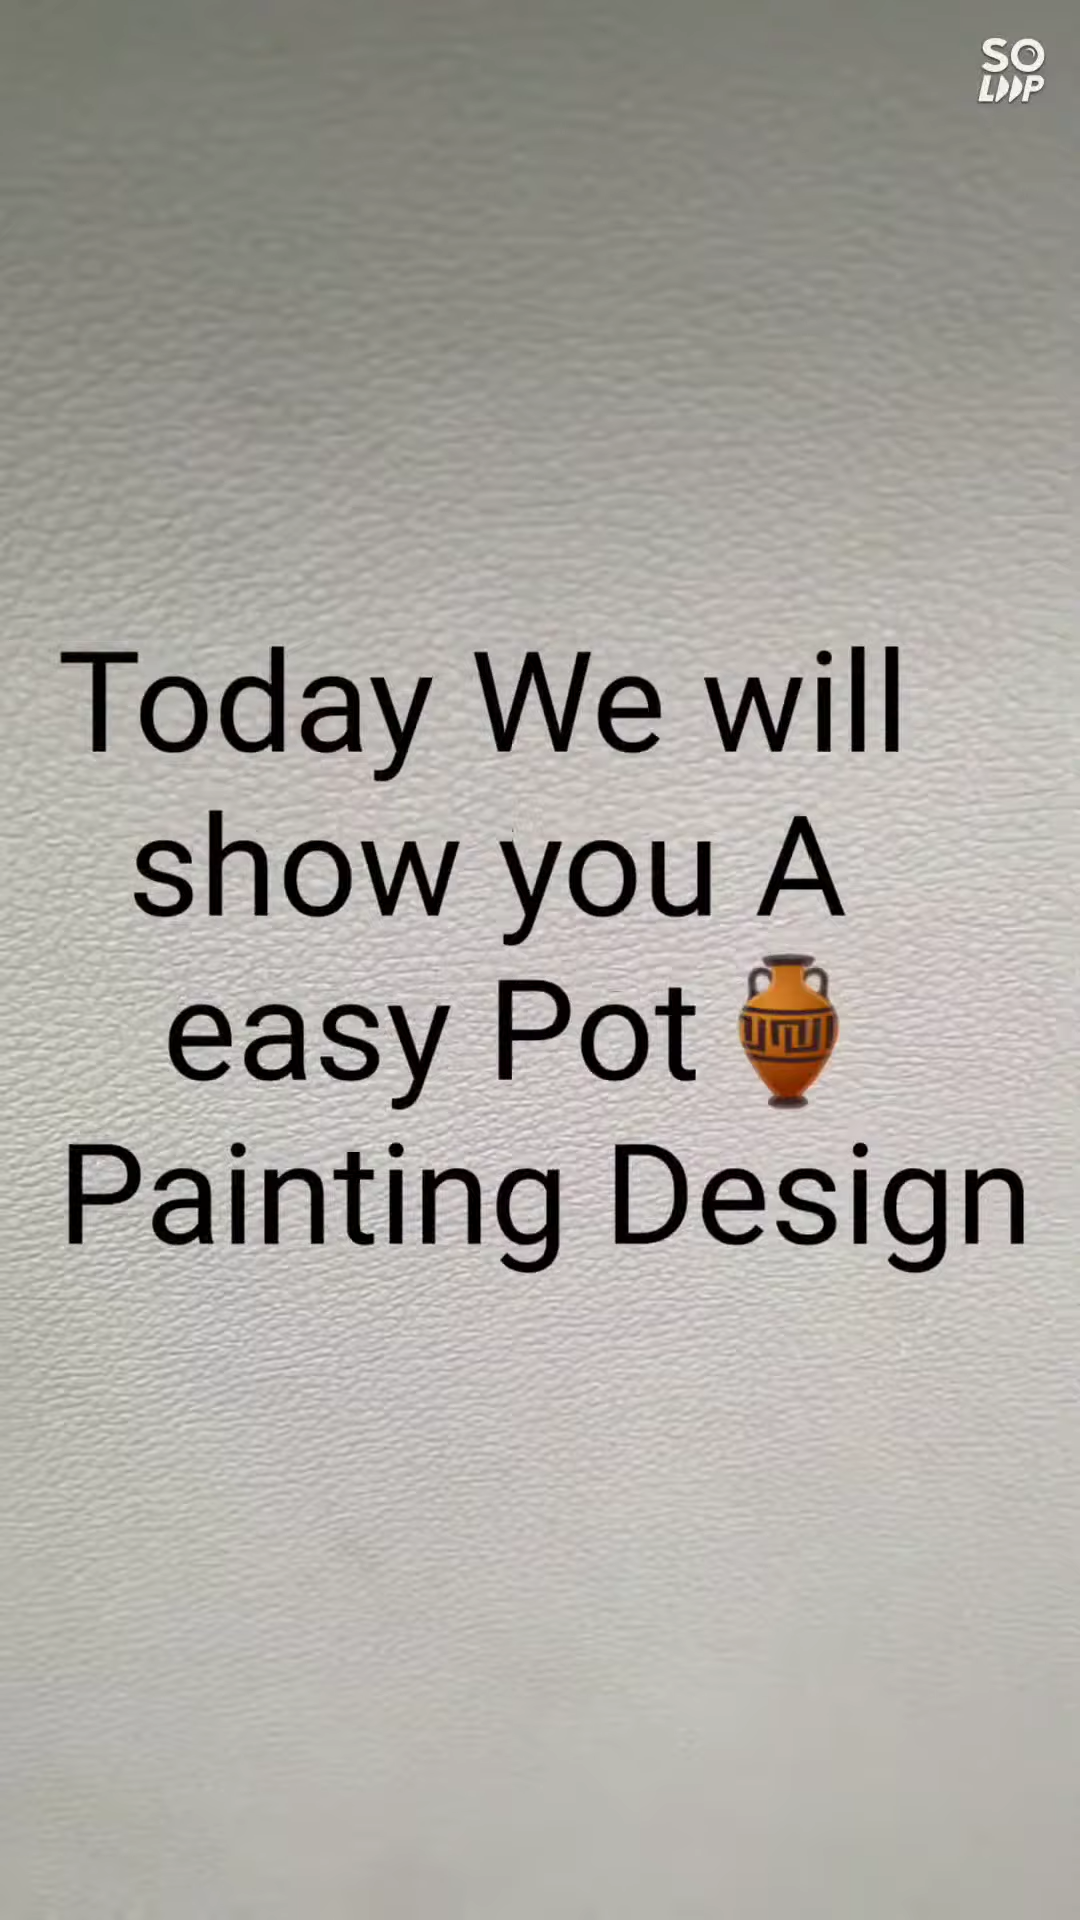 SO
LOOP
Today We will
show you A
easy Pot🏺
Painting Design